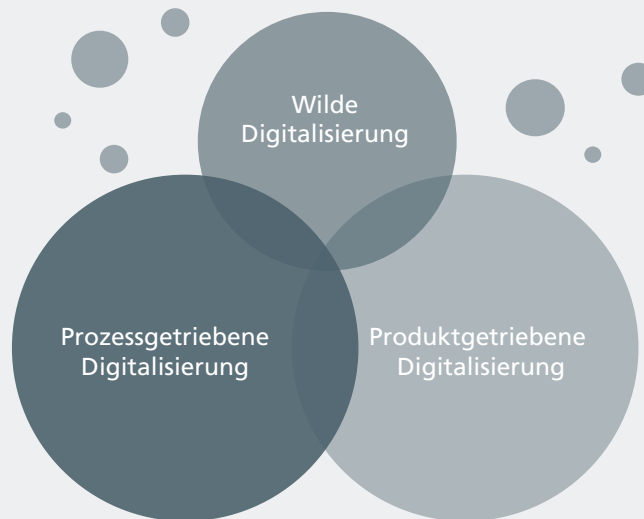 Wilde
Digitalisierung
Prozessgetriebene
Digitalisierung
Produktgetriebene
Digitalisierung